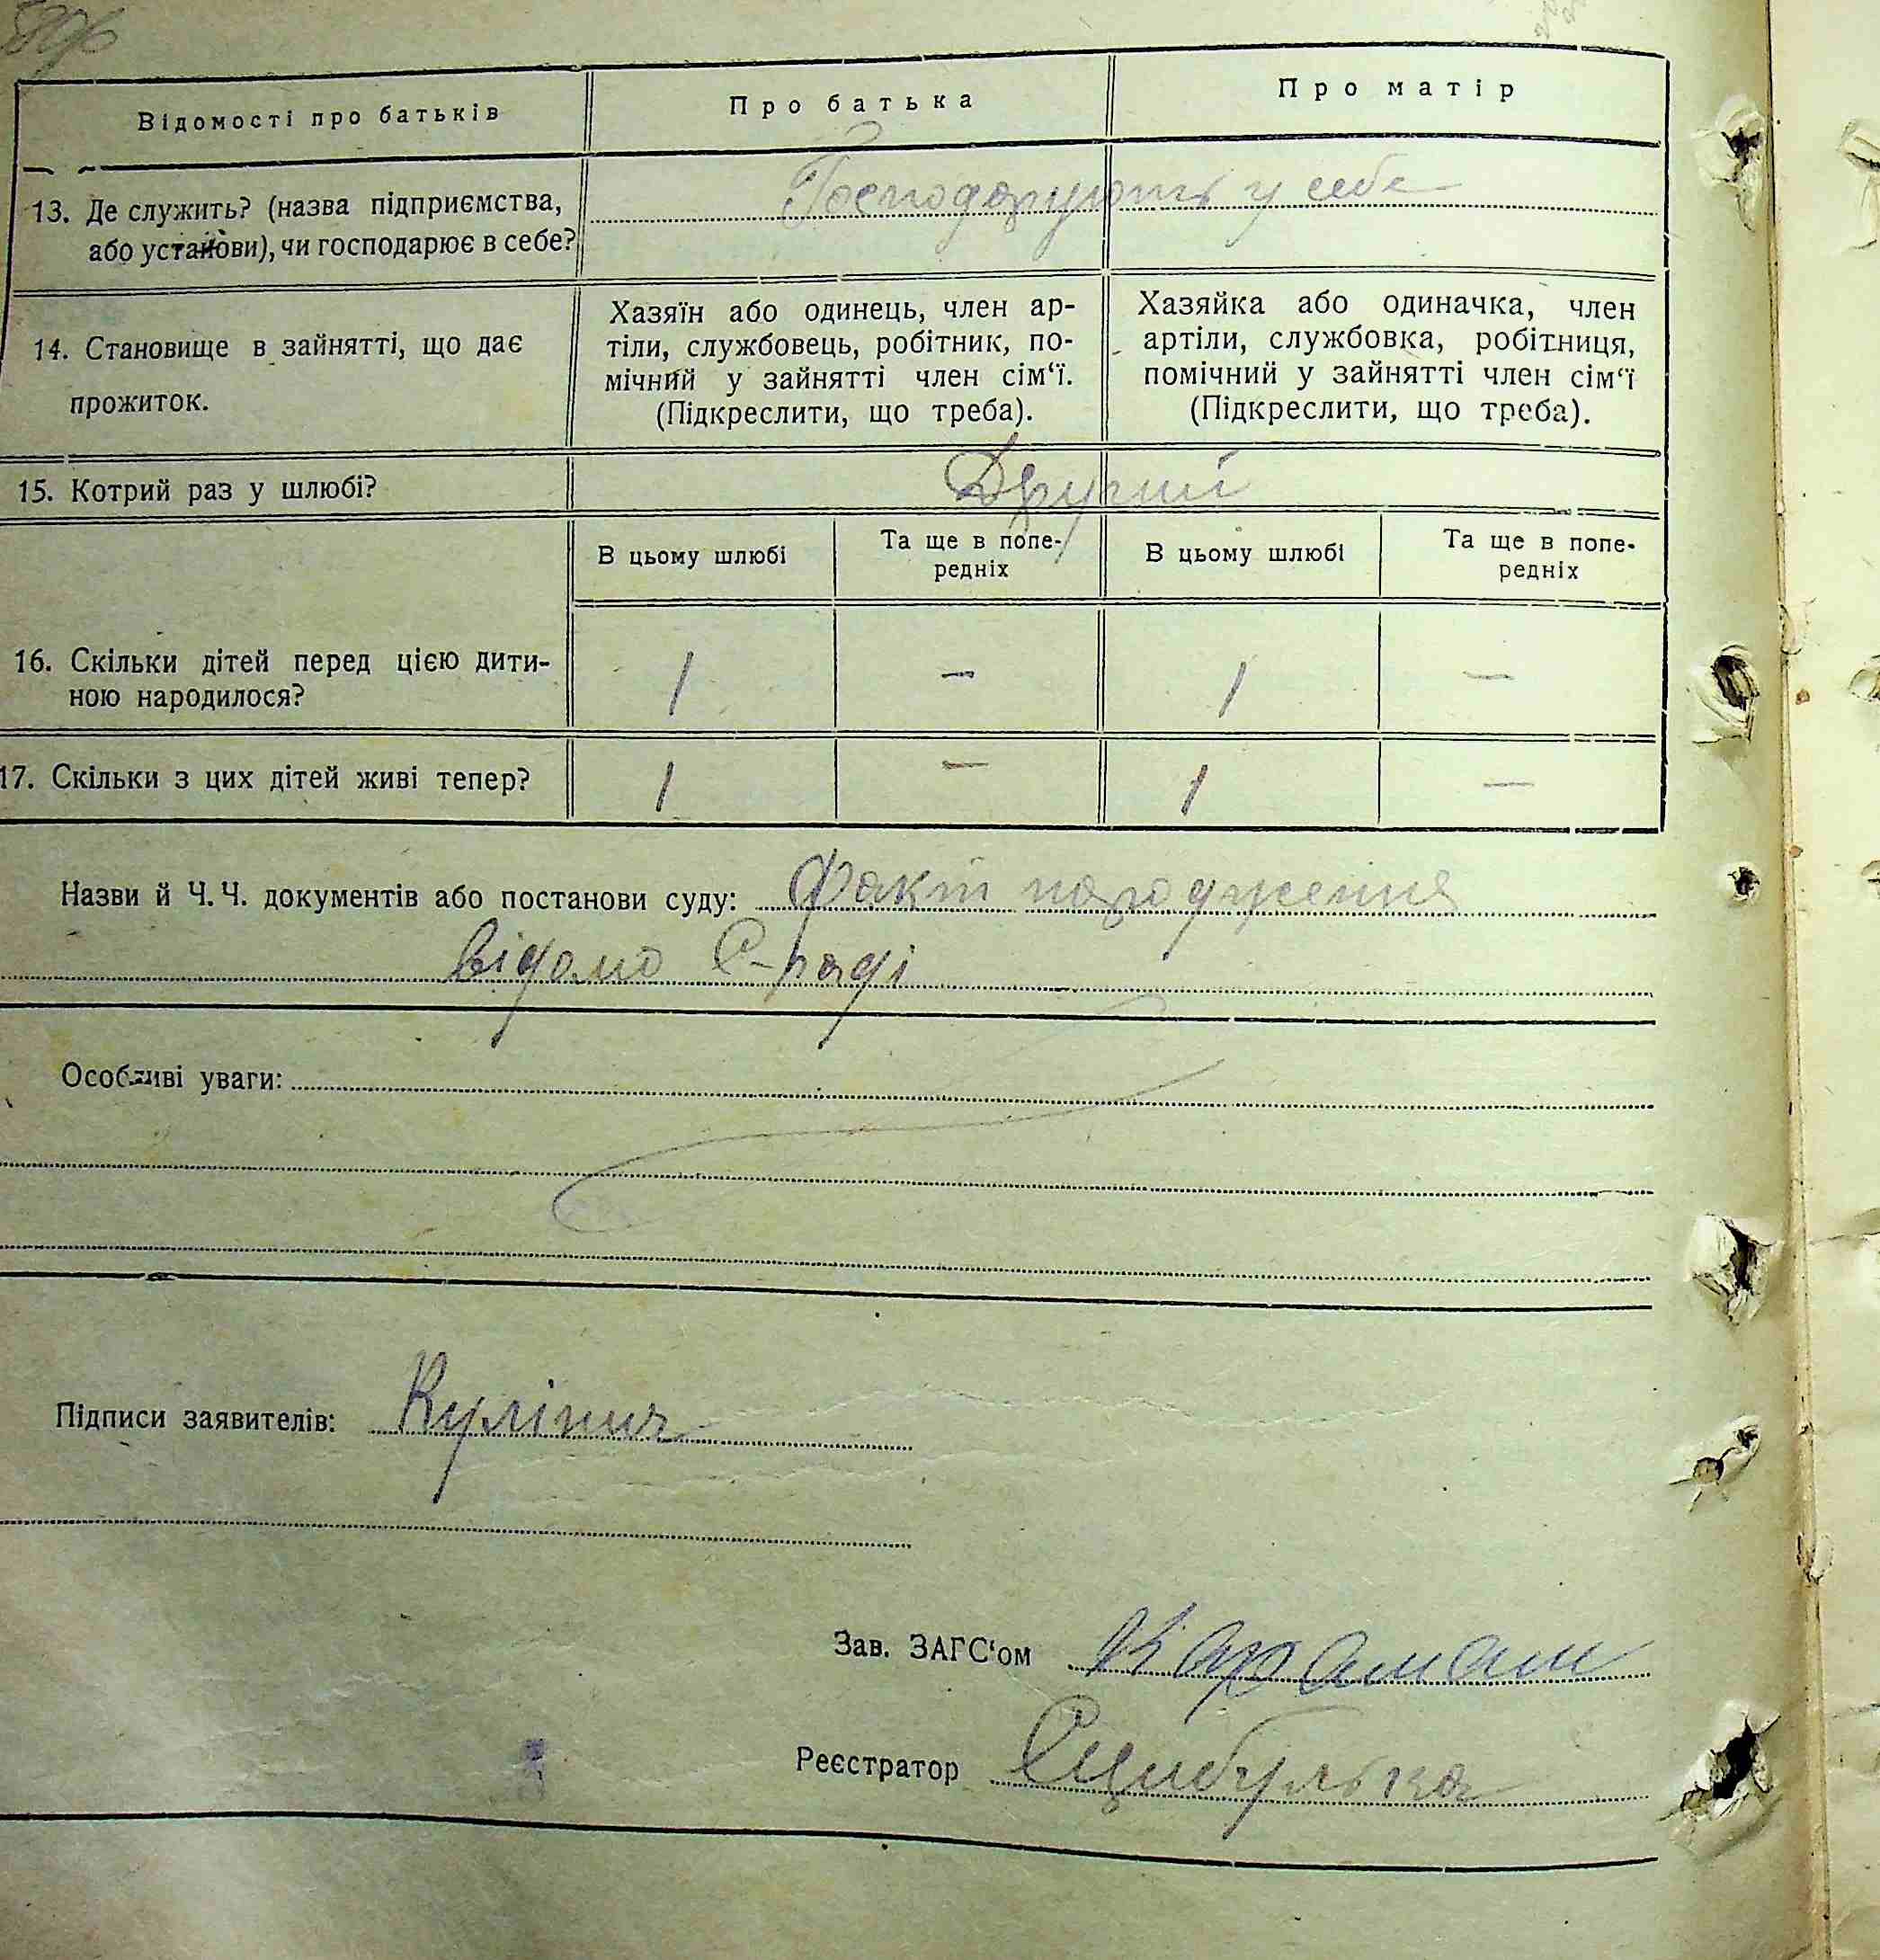 Відомості про батьків
Про батька
Про матір
13. Де служить? (назва підприємства,
або установи), чи господарює в себе?
Господарують у себе
14. Становище в зайнятті, що дає
прожиток.
Хазяїн або одинець, член ар-
тіли, службовець, робітник, по-
мічний у зайнятті член сім‘ї.
(Підкреслити, що треба).
Хазяйка або одиначка, член
артіли, службовка, робітниця,
помічний у зайнятті член сім‘ї
(Підкреслити, що треба).
15. Котрий раз у шлюбі?
Другий
В цьому шлюбі
Та ще в попе-
редніх
В цьому шлюбі
Та ще в попе-
редніх
16. Скільки дітей перед цією дити-
ною народилося?
1 — 1 —
17. Скільки з цих дітей живі тепер?
1 — 1 —
Назви й Ч. Ч. документів або постанови суду: Факт народження
відомо С-раді
Особливі уваги:
Підписи заявителів:
Зав. ЗАГС‘ом Караман
Реєстратор Сцибулька